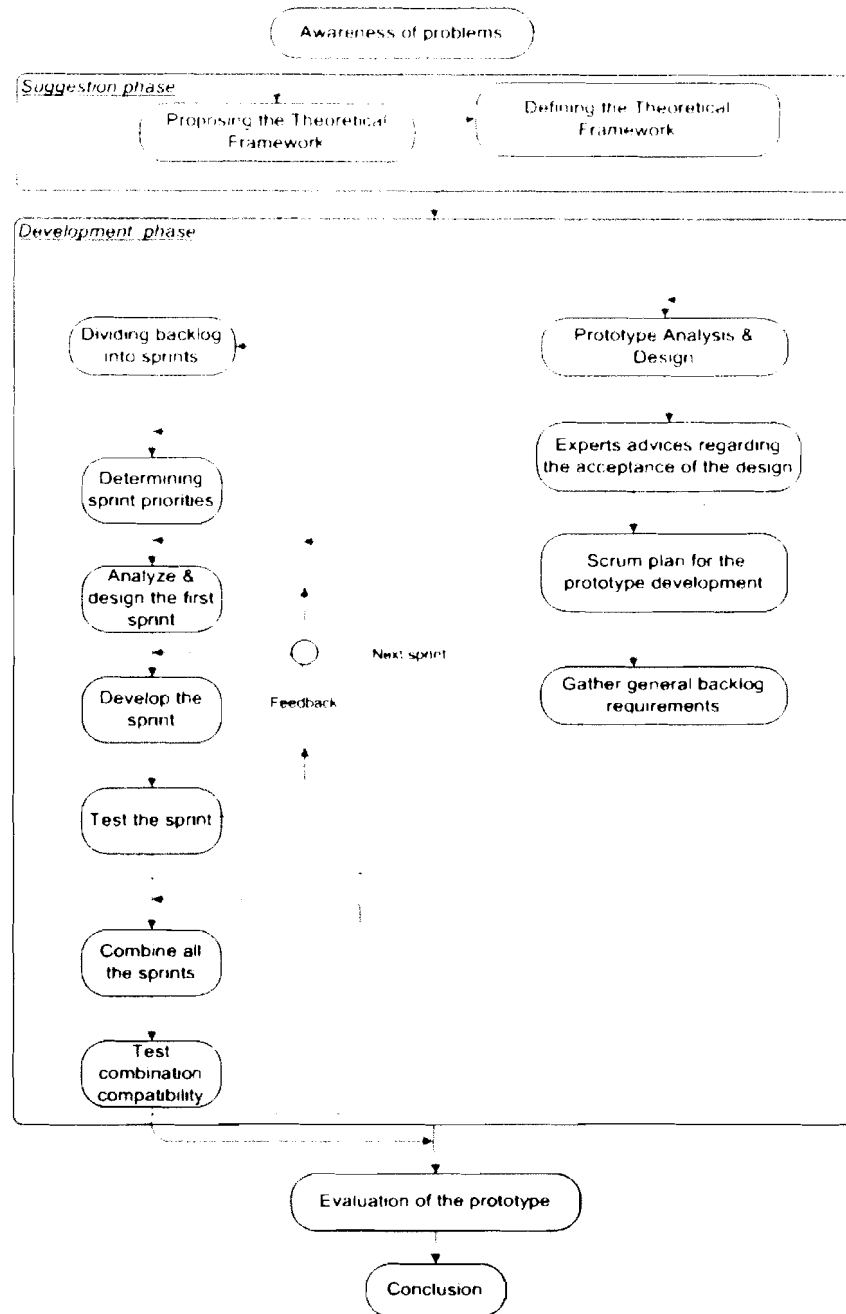 Awareness of problems
Suggestion phase
Proposing the Theoretical
Framework
Defining the Theoretical
Framework
Development phase
Dividing backlog
into sprints
Determining
sprint priorities
Analyze &
design the first
sprint
Develop the
sprint
Test the sprint
Combine all
the sprints
Test
combination
compatibility
Feedback
Next sprint
Prototype Analysis &
Design
Experts advices regarding
the acceptance of the design
Scrum plan for the
prototype development
Gather general backlog
requirements
Evaluation of the prototype
Conclusion